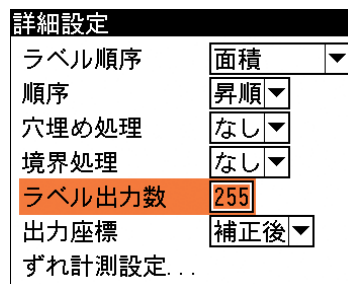 詳細設定
ラベル順序 面積
順序 昇順
穴埋め処理 なし
境界処理 なし
ラベル出力数 255
出力座標 補正後
ずれ計測設定...